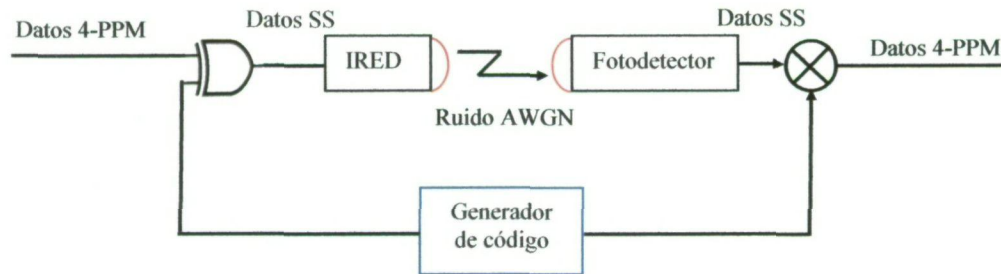 Datos 4-PPM
Datos SS
IRED
Ruido AWGN
Fotodetector
Datos SS
Datos 4-PPM
Generador
de código